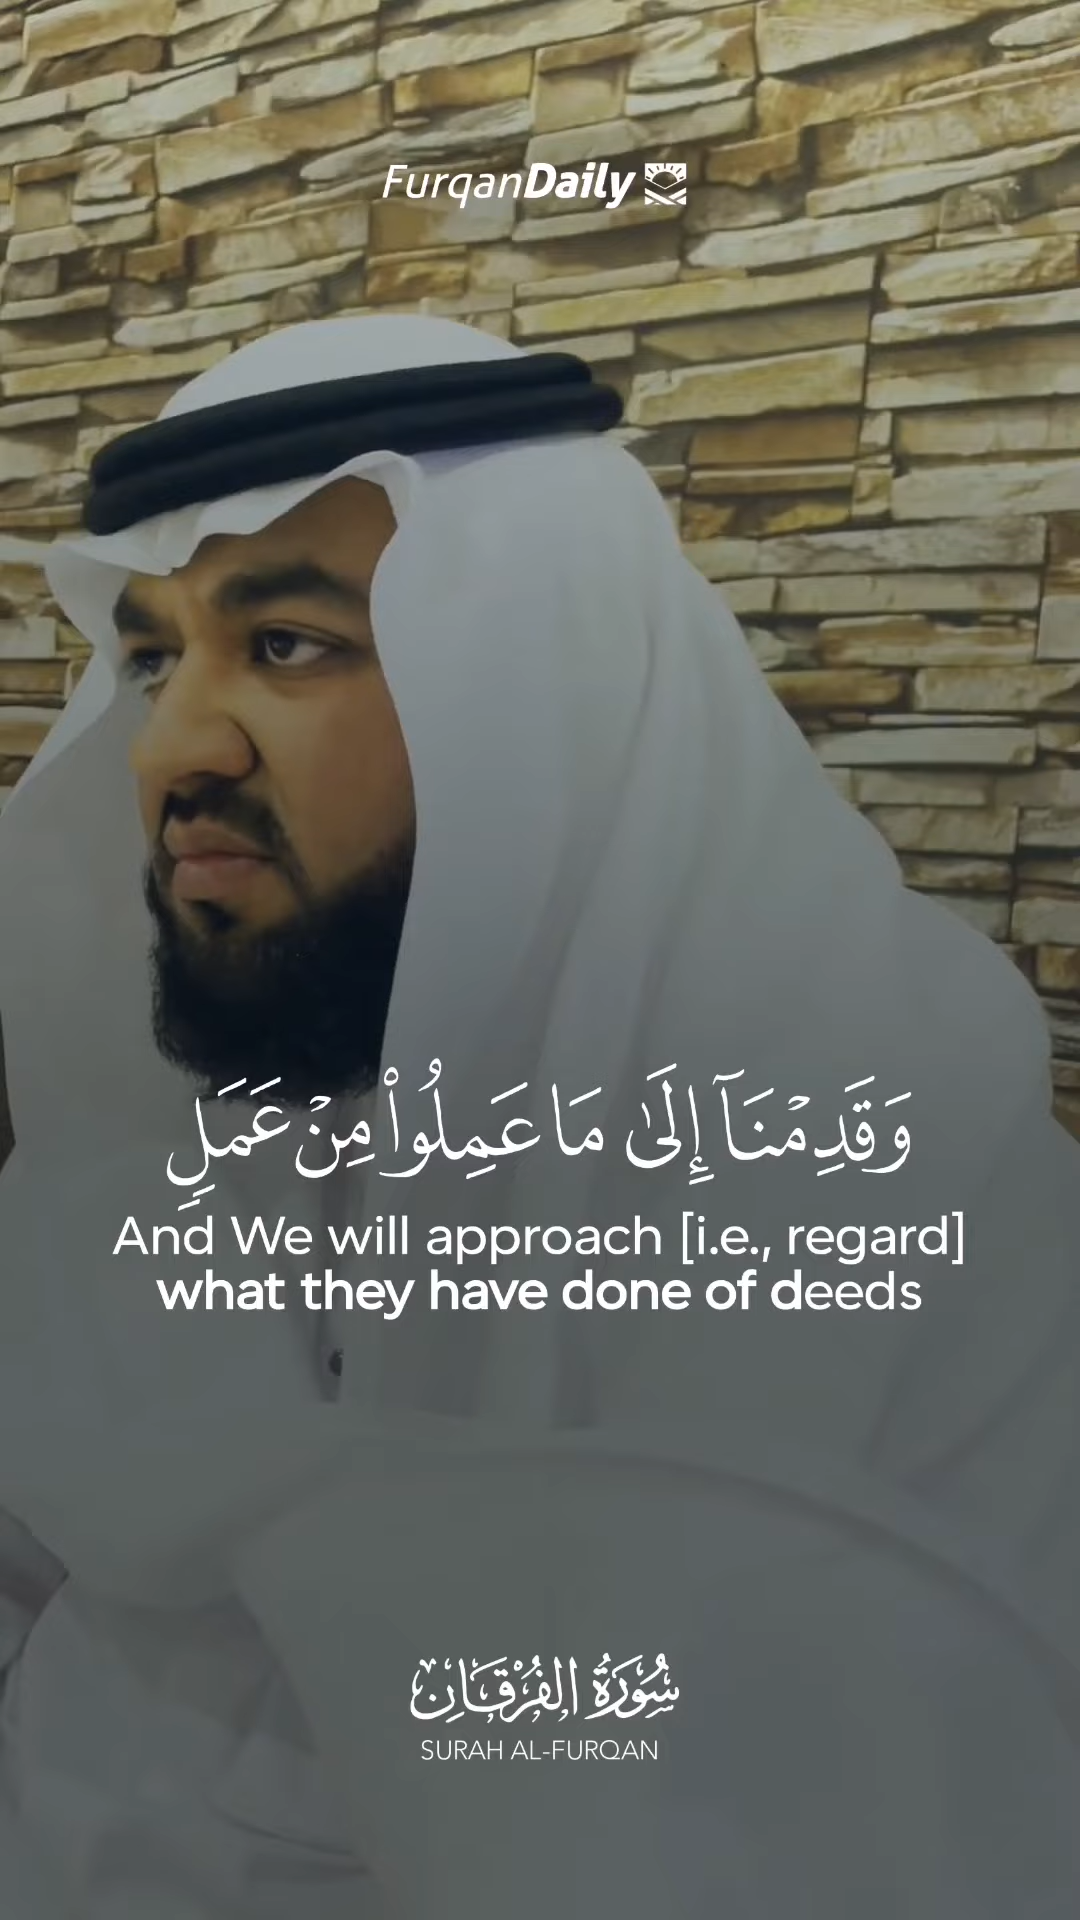 FurqanDaily
وَقَدِمْنَآ إِلَىٰ مَا عَمِلُوا۟ مِنْ عَمَلٍ
And We will approach [i.e., regard]
what they have done of deeds
سُورَةُ الفُرْقَانِ
SURAH AL-FURQAN